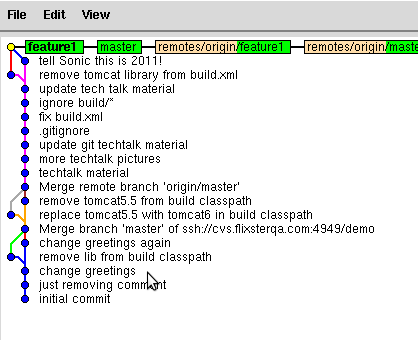 File Edit View
feature1 master remotes/origin/feature1 remotes/origin/maste
tell Sonic this is 2011!
remove tomcat library from build.xml
update tech talk material
ignore build/*
fix build.xml
.gitignore
update git techtalk material
more techtalk pictures
techtalk material
Merge remote branch 'origin/master'
remove tomcat5.5 from build classpath
replace tomcat5.5 with tomcat6 in build classpath
Merge branch 'master' of ssh://cvs.flixsterqa.com:4949/demo
change greetings again
remove lib from build classpath
change greetings
just removing comment
initial commit